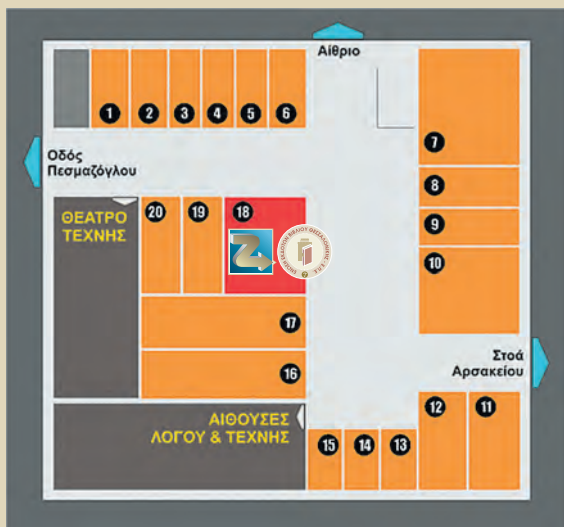 Αίθριο
1 2 3 4 5 6
7
Οδός
Πεσμαζόγλου
8
ΘΕΑΤΡΟ
ΤΕΧΝΗΣ
20 19 18
9
10
17
16
Στοά
Αρσακείου
ΑΙΘΟΥΣΕΣ
ΛΟΓΟΥ & ΤΕΧΝΗΣ
15 14 13 12 11